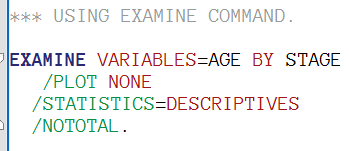 *** USING EXAMINE COMMAND.
EXAMINE VARIABLES=AGE BY STAGE
/PLOT NONE
/STATISTICS=DESCRIPTIVES
/NOTOTAL.